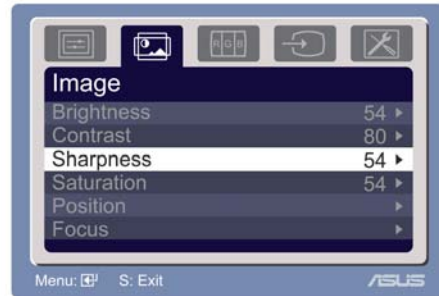 R G B
Image
Brightness 54
Contrast 80
Sharpness 54
Saturation 54
Position
Focus
Menu: S: Exit ASUS